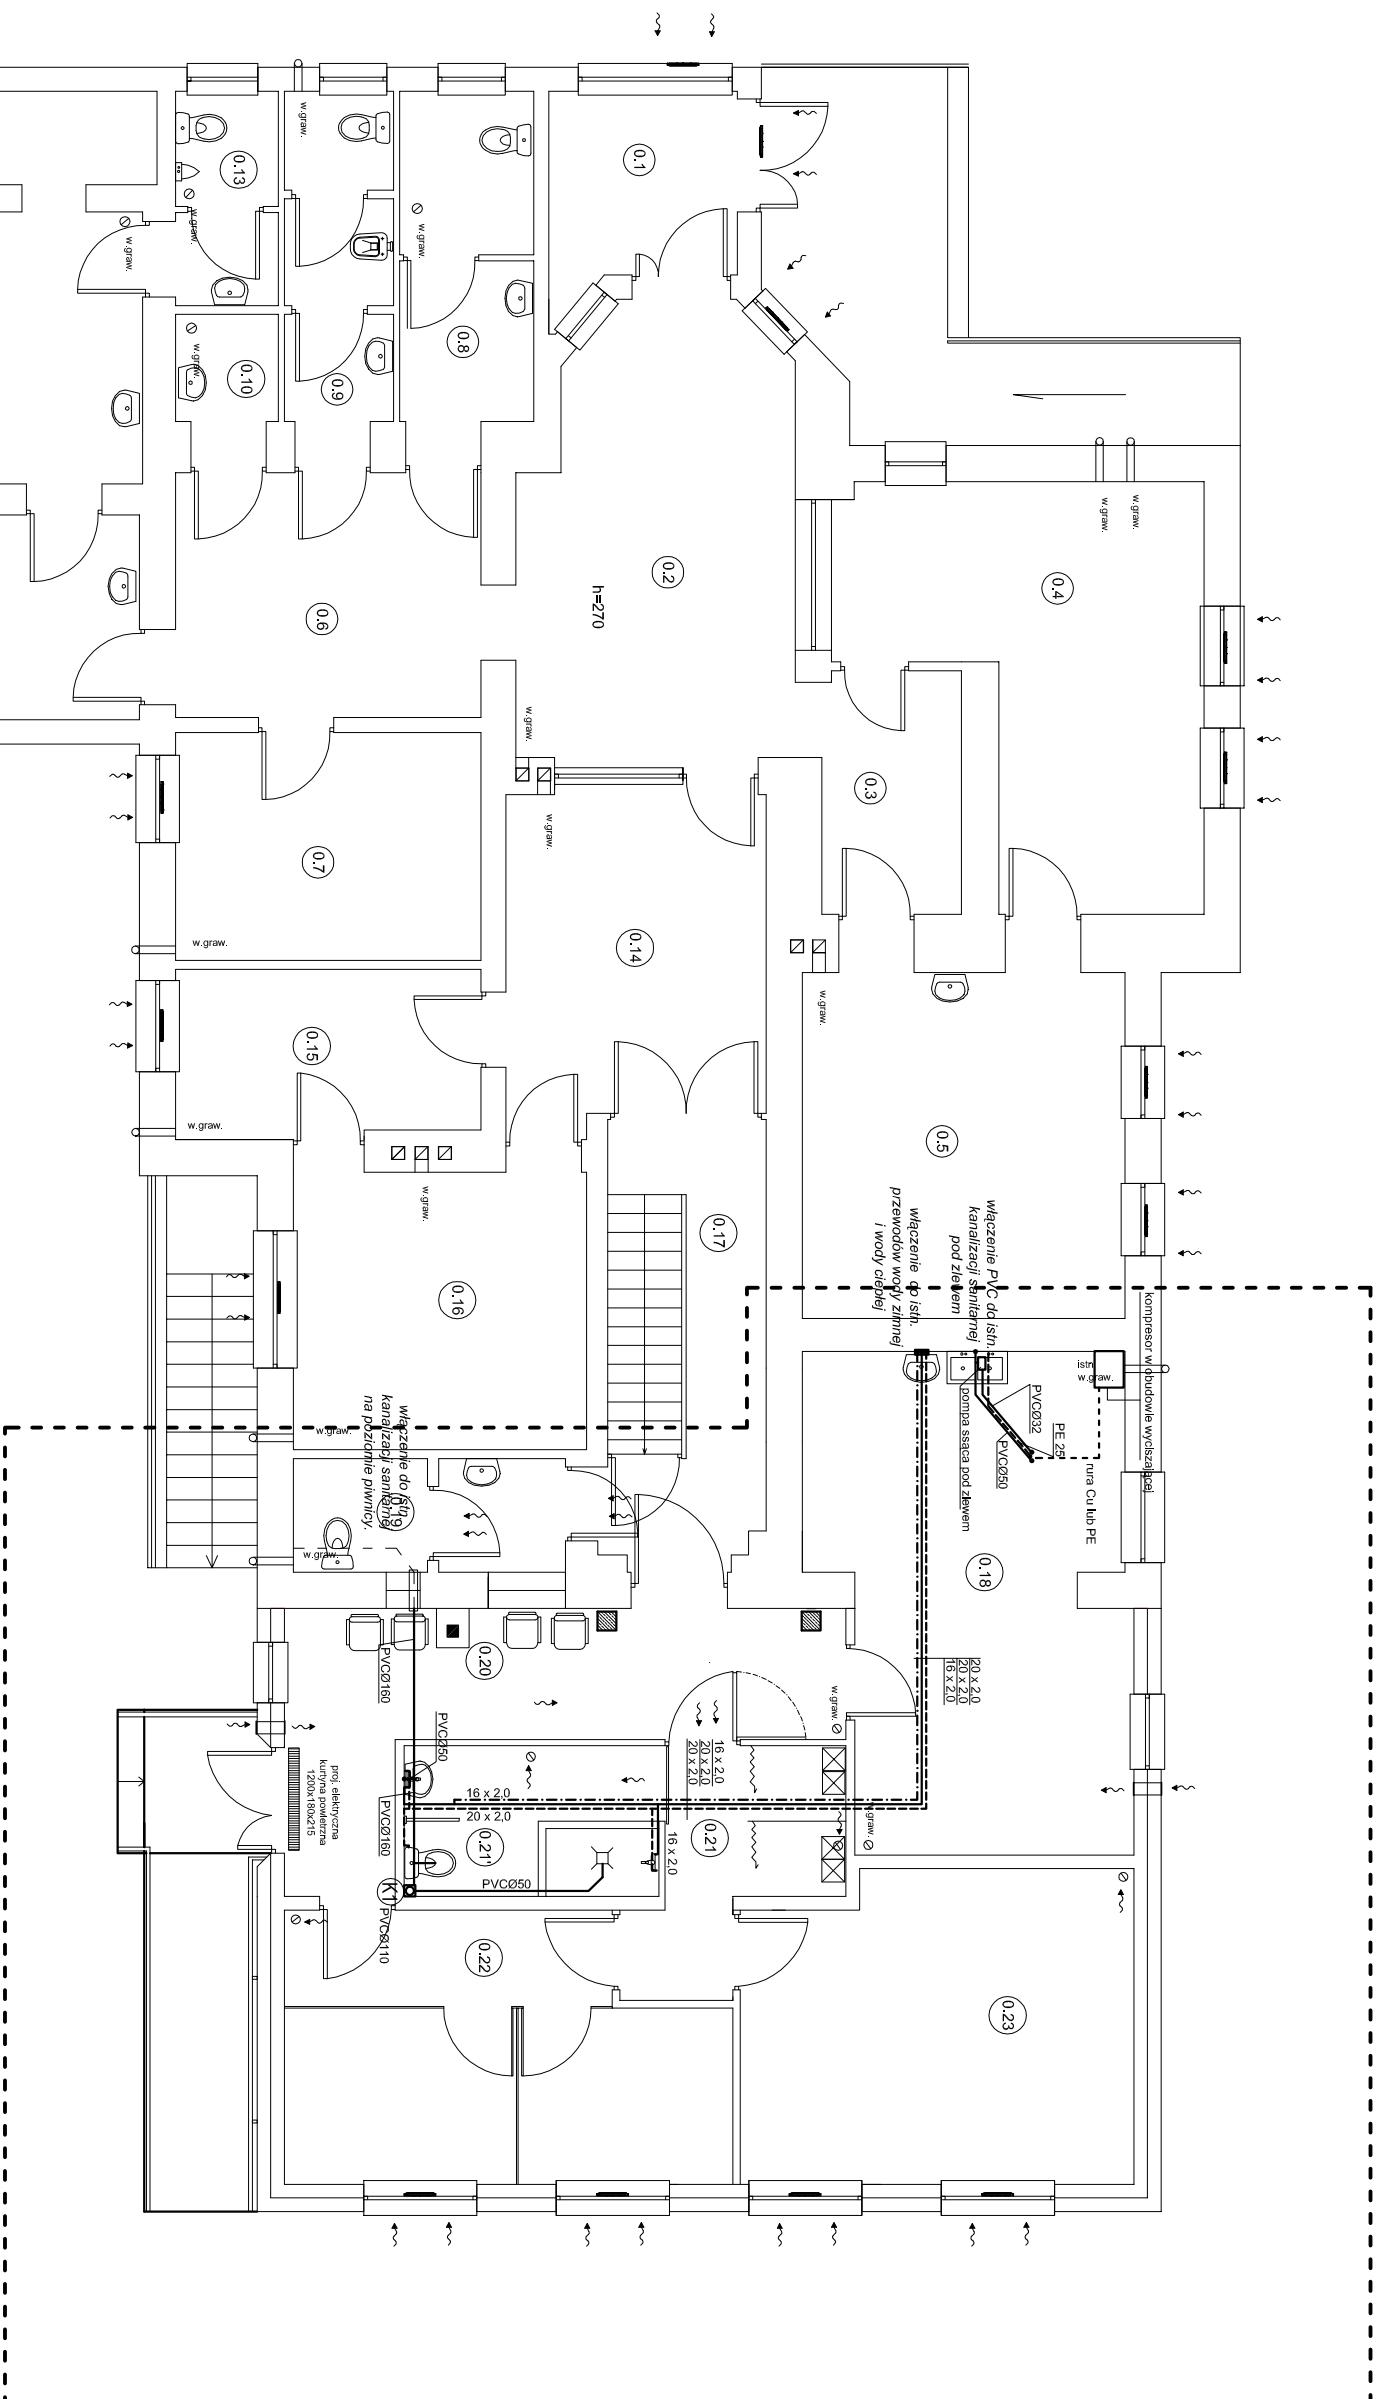 0.1
w.graw.
0.13
w.graw.
w.graw.
w.graw.
0.8
w.graw.
0.10
0.9
w.graw.
w.graw.
0.2
h=270
0.4
0.6
w.graw.
0.3
w.graw.
0.7
w.graw.
0.14
w.graw.
0.15
w.graw.
0.5
w.graw.
0.17
0.16
włączenie do istn.
przewodów wody zimnej
i wody ciepłej
włączenie PVC do istn.
kanalizacji sanitarnej
pod zlewem
kompresor w obudowie wyciszającej
istn.
w.graw.
PVCØ32
PE 25
PVCØ50
pompa ssąca pod zlewem
rura Cu lub PE
w.graw.
włączenie do istn.
kanalizacji sanitarnej
na poziomie piwnicy.
0.19
w.graw.
0.18
20 x 2,0
20 x 2,0
16 x 2,0
0.20
PVCØ160
w.graw.
PVCØ50
16 x 2,0
20 x 2,0
20 x 2,0
proj. elektryczna
kurtyna powietrzna
1200x180x215
16 x 2,0
20 x 2,0
PVCØ160
w.graw.
0.21'
16 x 2,0
0.21
PVCØ50
K1
PVCØ110
0.22
0.23